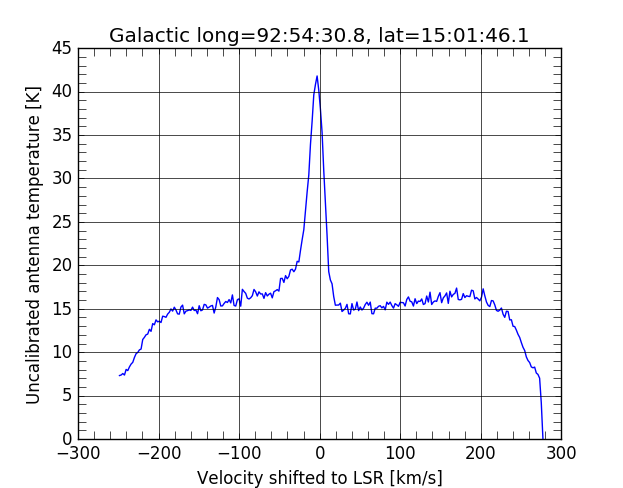 Galactic long=92:54:30.8, lat=15:01:46.1
Uncalibrated antenna temperature [K]
45
40
35
30
25
20
15
10
5
0
−300 −200 −100 0 100 200 300
Velocity shifted to LSR [km/s]